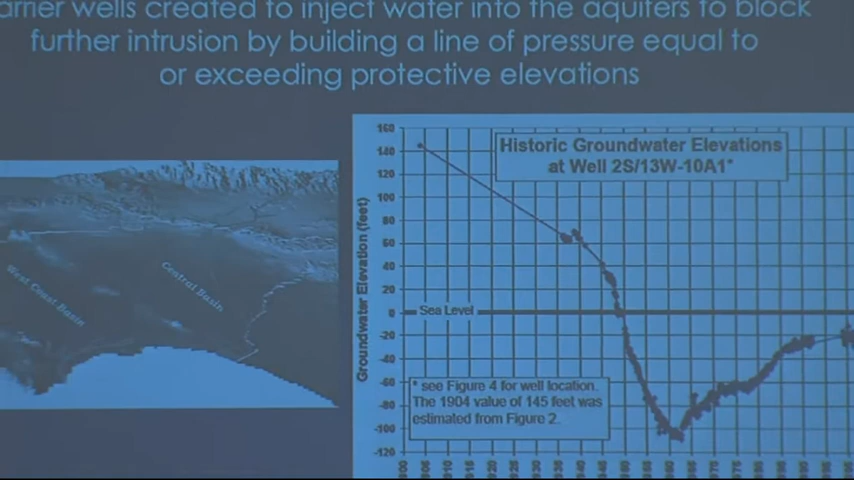 wells created to inject water into the aquifers to block
further intrusion by building a line of pressure equal to
or exceeding protective elevations
West Coast Basin
Central Basin
Historic Groundwater Elevations
at Well 2S/13W-10A1*
Groundwater Elevation (feet)
160
140
120
100
80
60
40
20
0
-20
-40
-60
-80
-100
-120
Sea Level
* see Figure 4 for well location.
The 1904 value of 145 feet was
estimated from Figure 2.